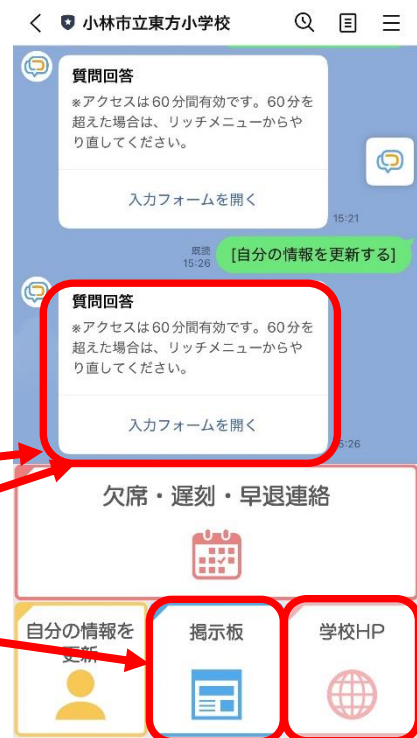 小林市立東方小学校
質問回答
※アクセスは60分間有効です。60分を
超えた場合は、リッチメニューからや
り直してください。
入力フォームを開く
15:21
既読
15:26
[自分の情報を更新する]
質問回答
※アクセスは60分間有効です。60分を
超えた場合は、リッチメニューからや
り直してください。
入力フォームを開く
5:26
欠席・遅刻・早退連絡
自分の情報を
更新
掲示板
学校HP